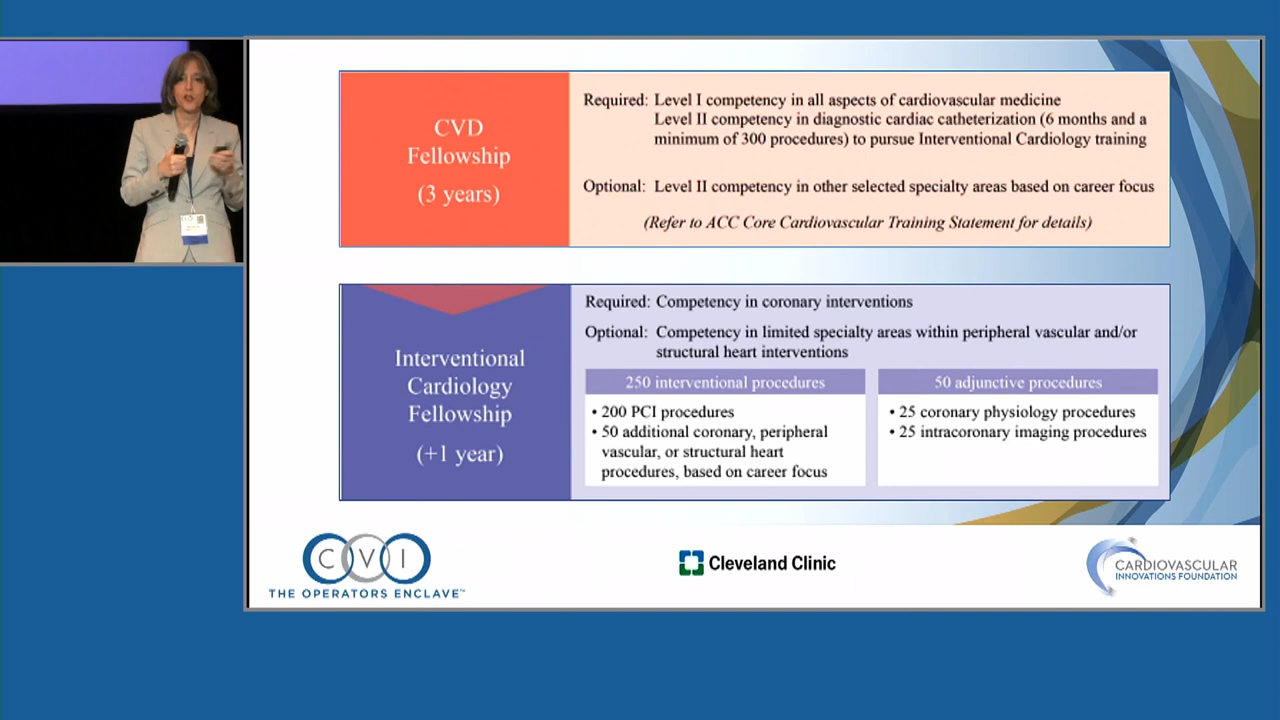 CVD
Fellowship
(3 years)
Required: Level I competency in all aspects of cardiovascular medicine
Level II competency in diagnostic cardiac catheterization (6 months and a
minimum of 300 procedures) to pursue Interventional Cardiology training
Optional: Level II competency in other selected specialty areas based on career focus
(Refer to ACC Core Cardiovascular Training Statement for details)
Interventional
Cardiology
Fellowship
(+1 year)
Required: Competency in coronary interventions
Optional: Competency in limited specialty areas within peripheral vascular and/or
structural heart interventions
250 interventional procedures
• 200 PCI procedures
• 50 additional coronary, peripheral
vascular, or structural heart
procedures, based on career focus
50 adjunctive procedures
• 25 coronary physiology procedures
• 25 intracoronary imaging procedures
CVI
THE OPERATORS ENCLAVE™
Cleveland Clinic
CARDIOVASCULAR
INNOVATIONS FOUNDATION